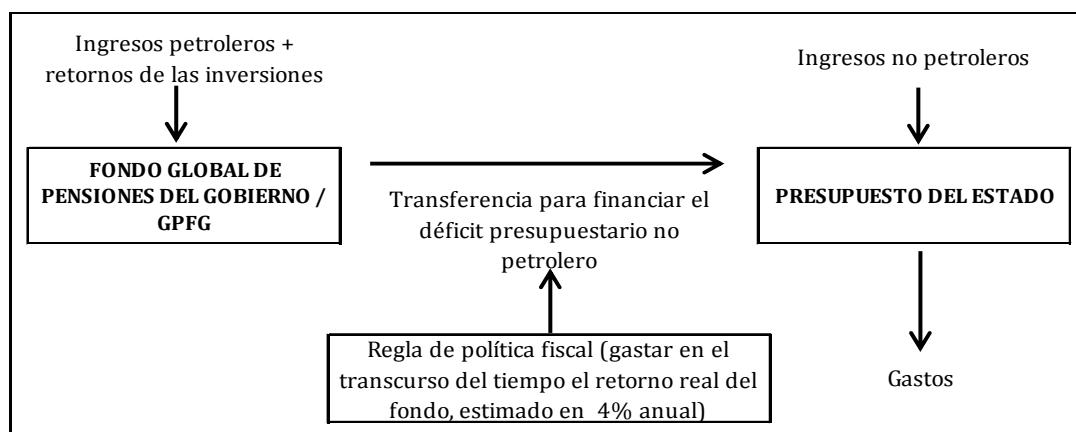 Ingresos petroleros +
retornos de las inversiones
Ingresos no petroleros
FONDO GLOBAL DE
PENSIONES DEL GOBIERNO /
GPFG
Transferencia para financiar el
déficit presupuestario no
petrolero
PRESUPUESTO DEL ESTADO
Regla de política fiscal (gastar en el
transcurso del tiempo el retorno real del
fondo, estimado en 4% anual)
Gastos